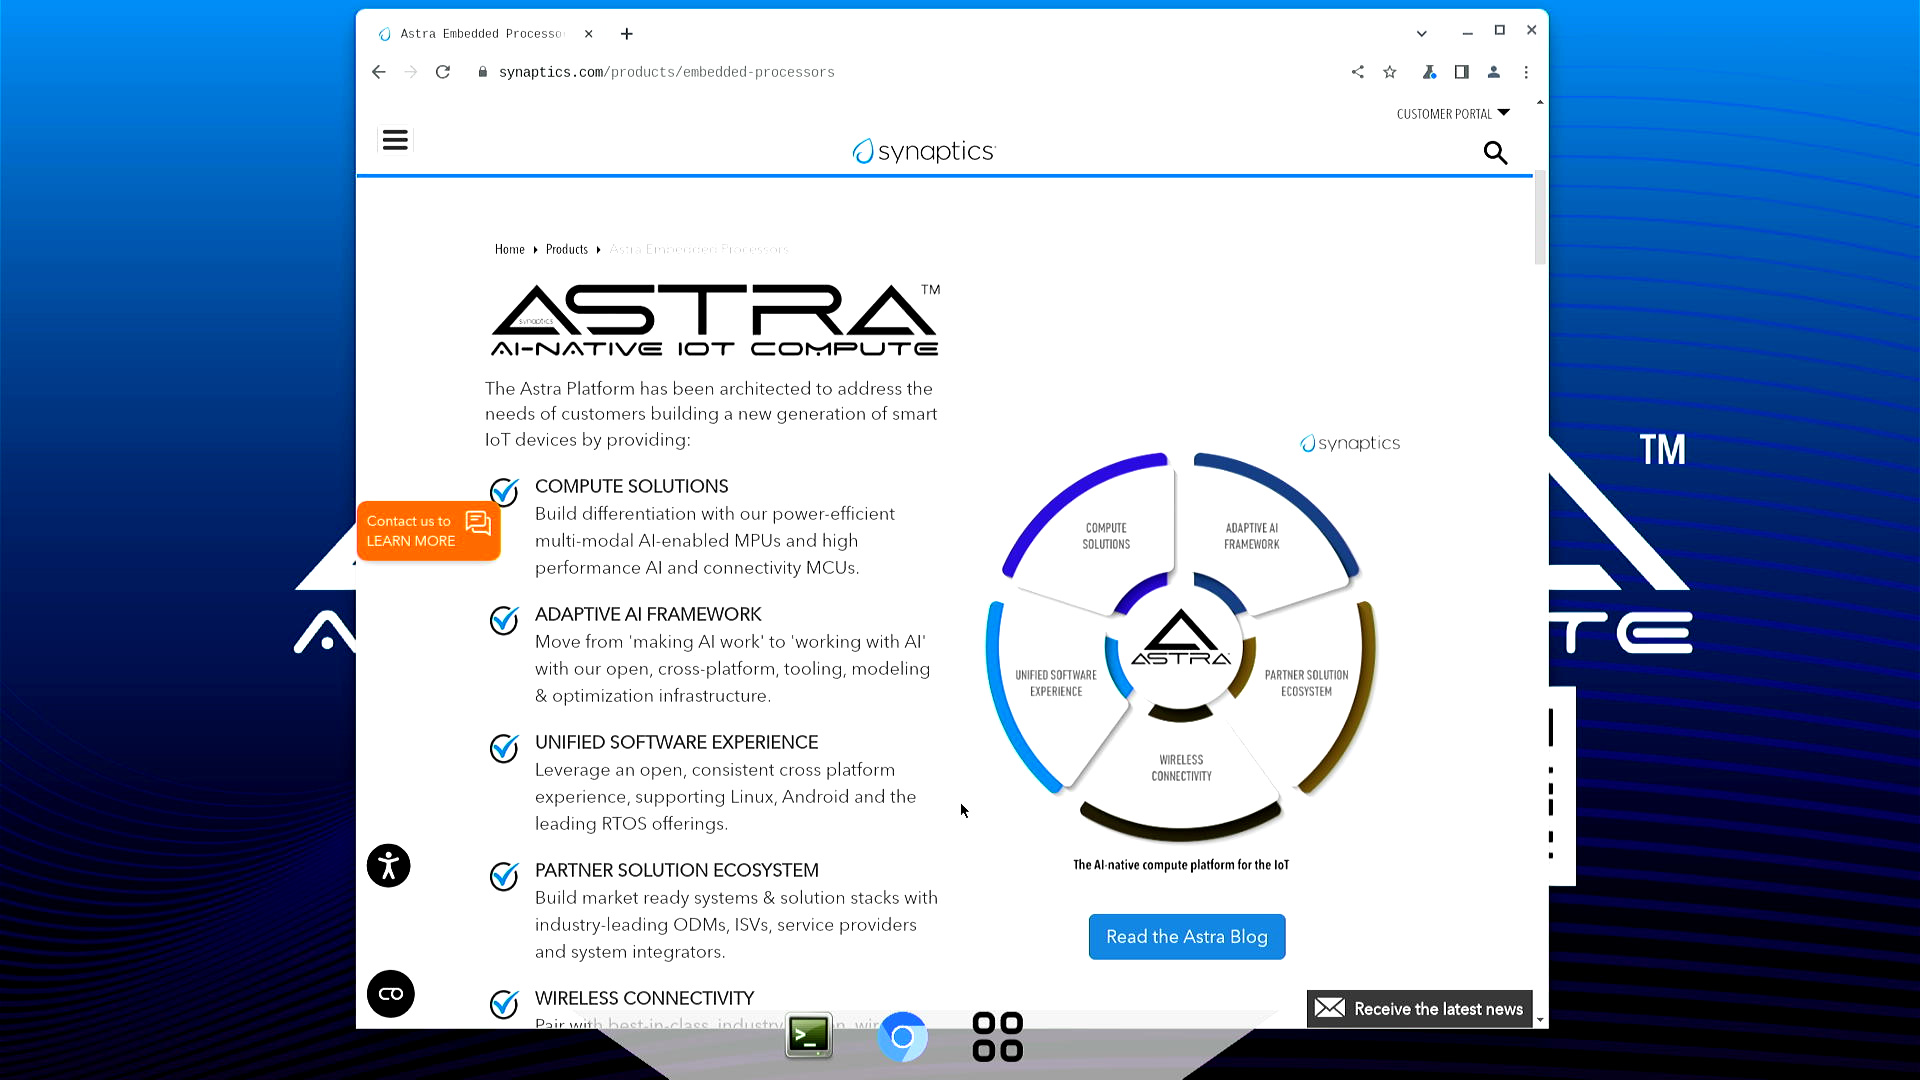 Astra Embedded Processo
synaptics.com/products/embedded-processors
CUSTOMER PORTAL
synaptics
Home Products Astra Embedded Processors
ASTRA™
synaptics
AI-NATIVE IOT COMPUTE
The Astra Platform has been architected to address the
needs of customers building a new generation of smart
IoT devices by providing:
COMPUTE SOLUTIONS
Build differentiation with our power-efficient
multi-modal AI-enabled MPUs and high
performance AI and connectivity MCUs.
Contact us to
LEARN MORE
ADAPTIVE AI FRAMEWORK
Move from 'making AI work' to 'working with AI'
with our open, cross-platform, tooling, modeling
& optimization infrastructure.
UNIFIED SOFTWARE EXPERIENCE
Leverage an open, consistent cross platform
experience, supporting Linux, Android and the
leading RTOS offerings.
PARTNER SOLUTION ECOSYSTEM
Build market ready systems & solution stacks with
industry-leading ODMs, ISVs, service providers
and system integrators.
WIRELESS CONNECTIVITY
Pair with best-in-class, industry
synaptics
COMPUTE
SOLUTIONS
ADAPTIVE AI
FRAMEWORK
ASTRA
UNIFIED SOFTWARE
EXPERIENCE
PARTNER SOLUTION
ECOSYSTEM
WIRELESS
CONNECTIVITY
The AI-native compute platform for the IoT
Read the Astra Blog
Receive the latest news
TM
TE